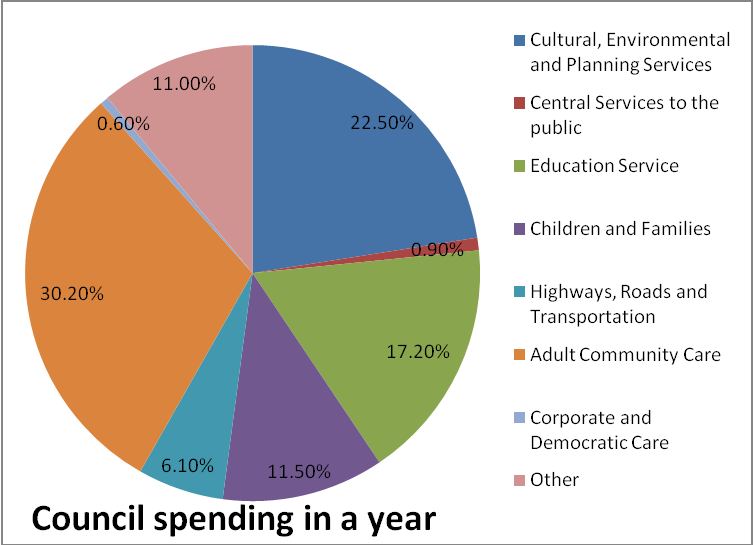 Cultural, Environmental
and Planning Services
Central Services to the
public
Education Service
Children and Families
Highways, Roads and
Transportation
Adult Community Care
Corporate and
Democratic Care
Other
22.50%
0.90%
17.20%
11.50%
6.10%
30.20%
0.60%
11.00%
Council spending in a year